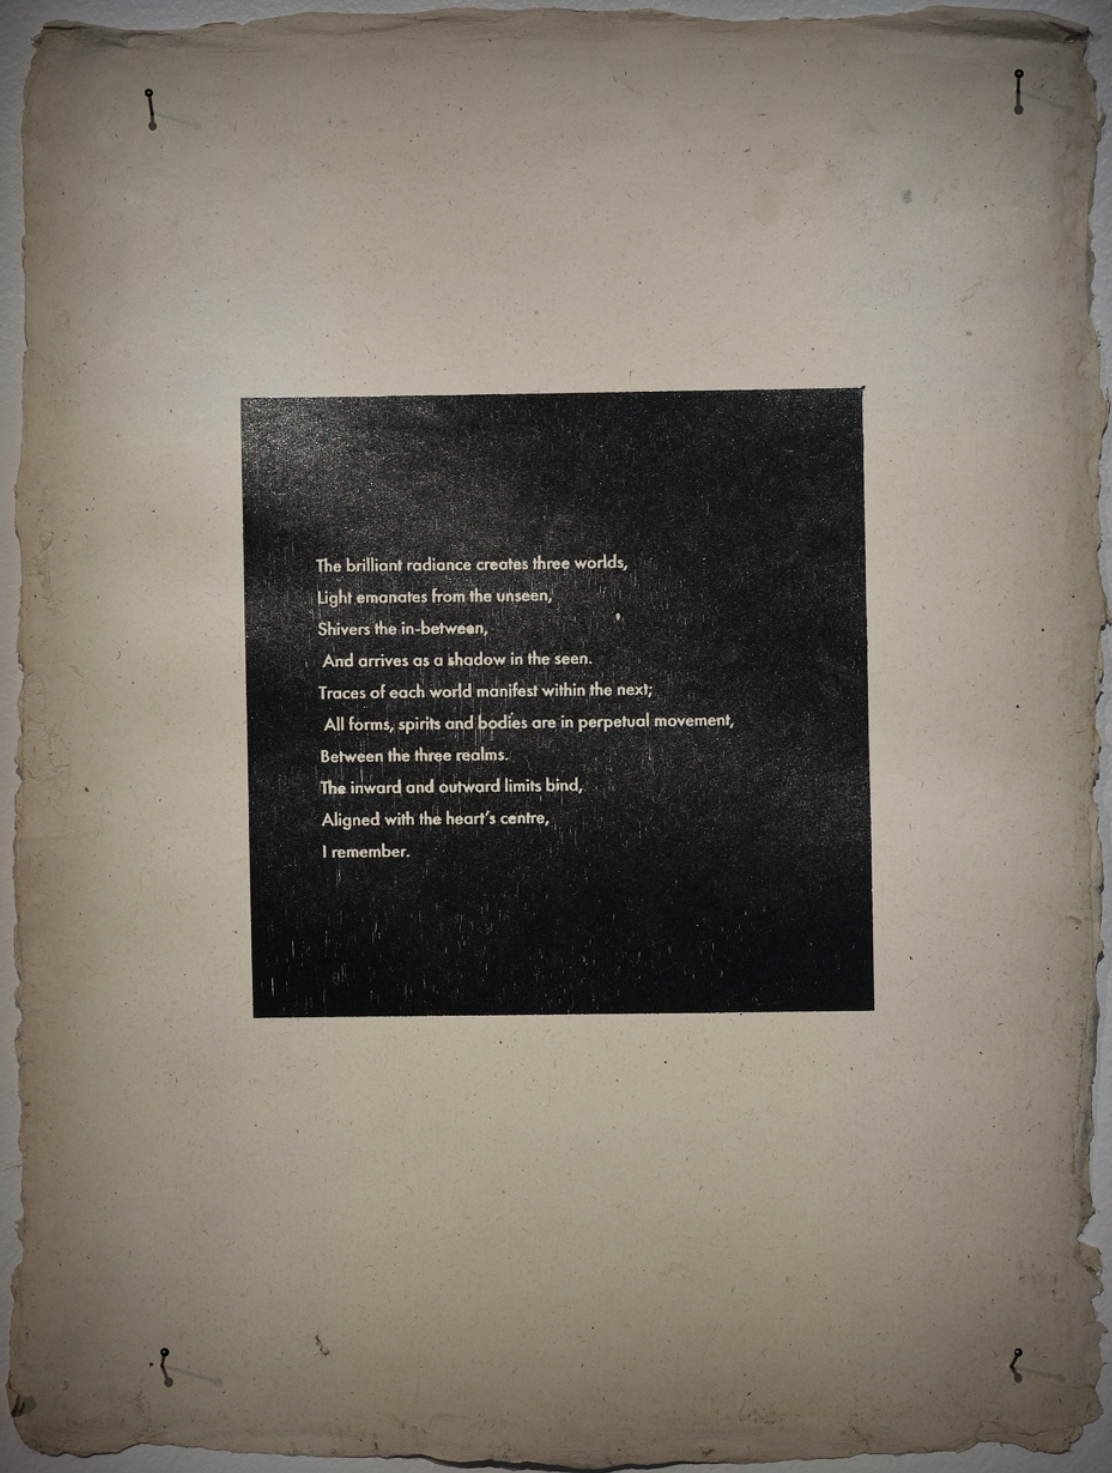 The brilliant radiance creates three worlds,
Light emanates from the unseen,
Shivers the in-between,
And arrives as a shadow in the seen.
Traces of each world manifest within the next;
All forms, spirits and bodies are in perpetual movement,
Between the three realms.
The inward and outward limits bind,
Aligned with the heart's centre,
I remember.